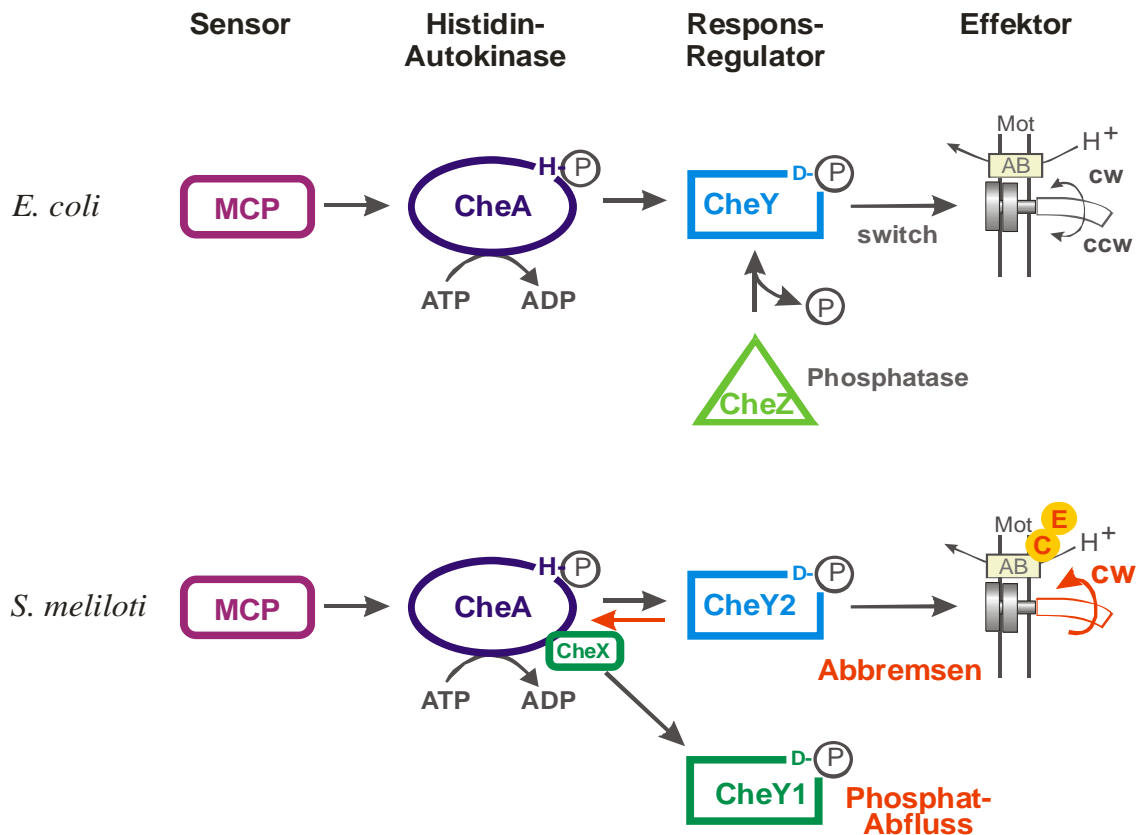 Sensor
Histidin-
Autokinase
Respons-
Regulator
Effektor
E. coli
MCP
H-P
CheA
ATP
ADP
D-P
CheY
switch
Mot
AB
H+
cw
ccw
P
Phosphatase
CheZ
S. meliloti
MCP
H-P
CheA
CheX
ATP
ADP
D-P
CheY2
Abbremsen
Mot
E
C
AB
H+
cw
D-P
CheY1
Phosphat-
Abfluss